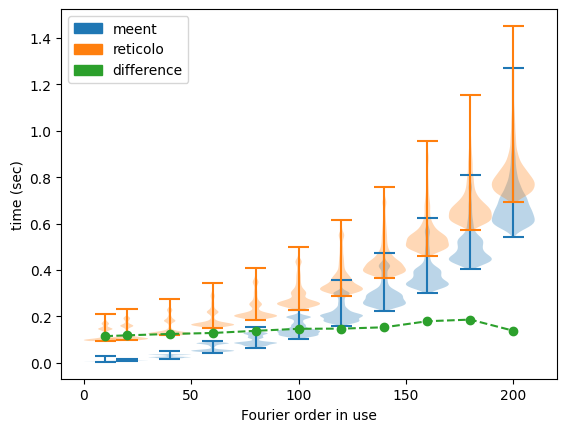 meent
reticolo
difference
time (sec)
1.4
1.2
1.0
0.8
0.6
0.4
0.2
0.0
0 50 100 150 200
Fourier order in use